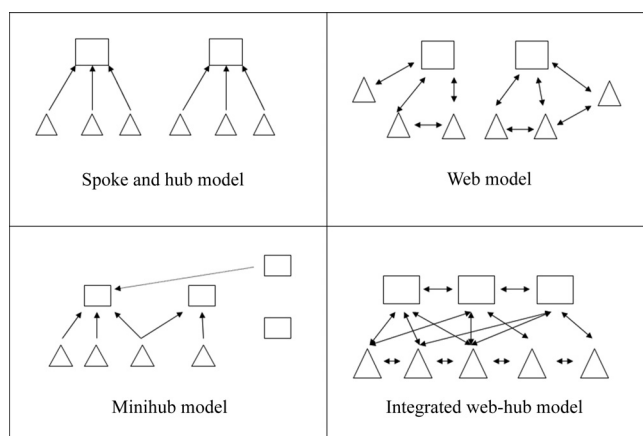 Spoke and hub model
Web model
Minihub model
Integrated web-hub model